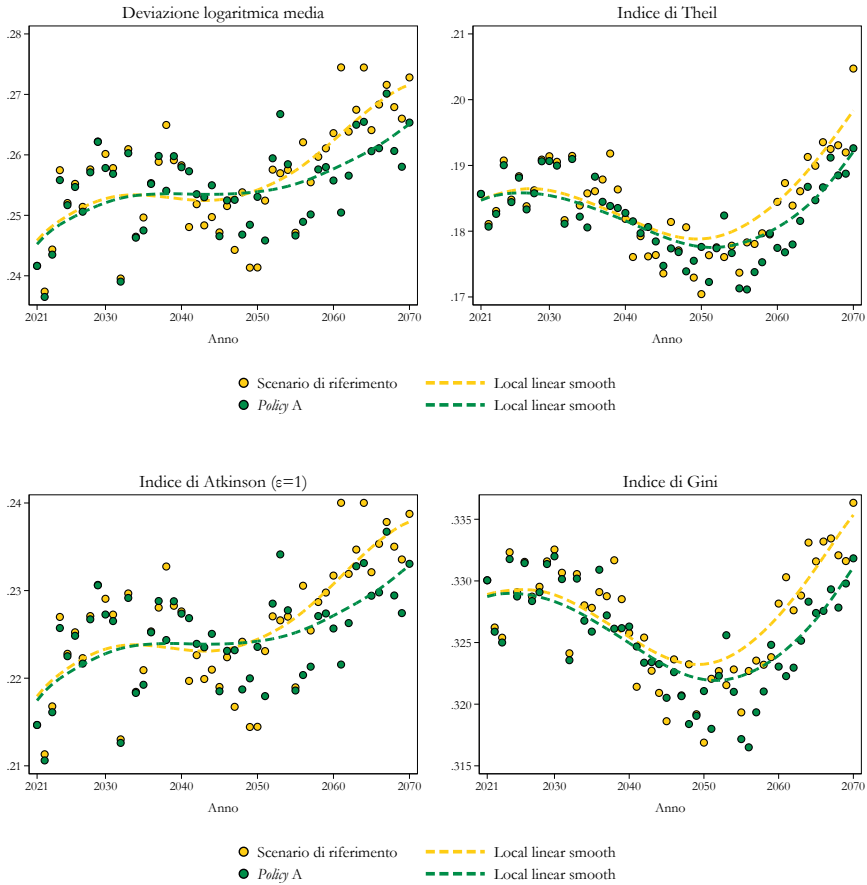 Deviazione logaritmica media
.28
.27
.26
.25
.24
2021
2030
2040
2050
2060
2070
Anno
Indice di Theil
.21
.20
.19
.18
.17
2021
2030
2040
2050
2060
2070
Anno
Scenario di riferimento
Local linear smooth
Policy A
Local linear smooth
Indice di Atkinson (ε=1)
.24
.23
.22
.21
2021
2030
2040
2050
2060
2070
Anno
Indice di Gini
.335
.330
.325
.320
.315
2021
2030
2040
2050
2060
2070
Anno
Scenario di riferimento
Local linear smooth
Policy A
Local linear smooth